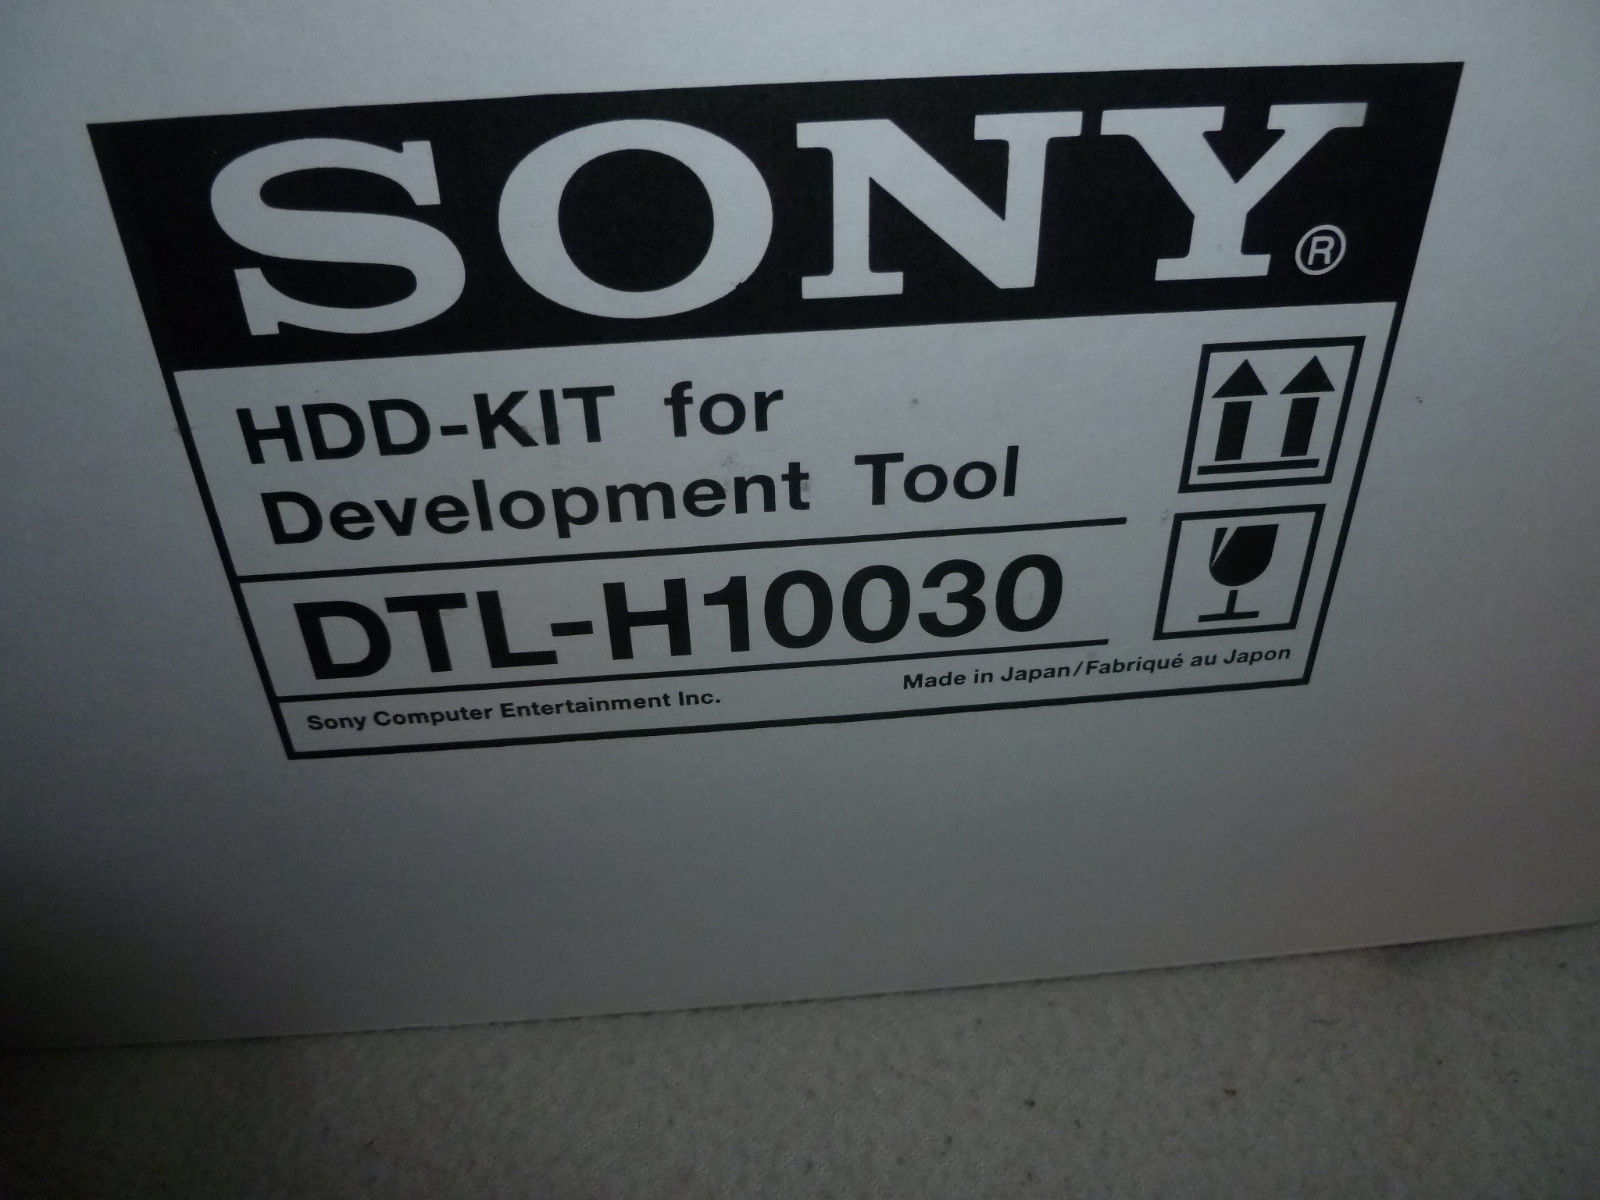 SONY®
HDD-KIT for
Development Tool
DTL-H10030
Sony Computer Entertainment Inc.
Made in Japan/Fabriqué au Japon